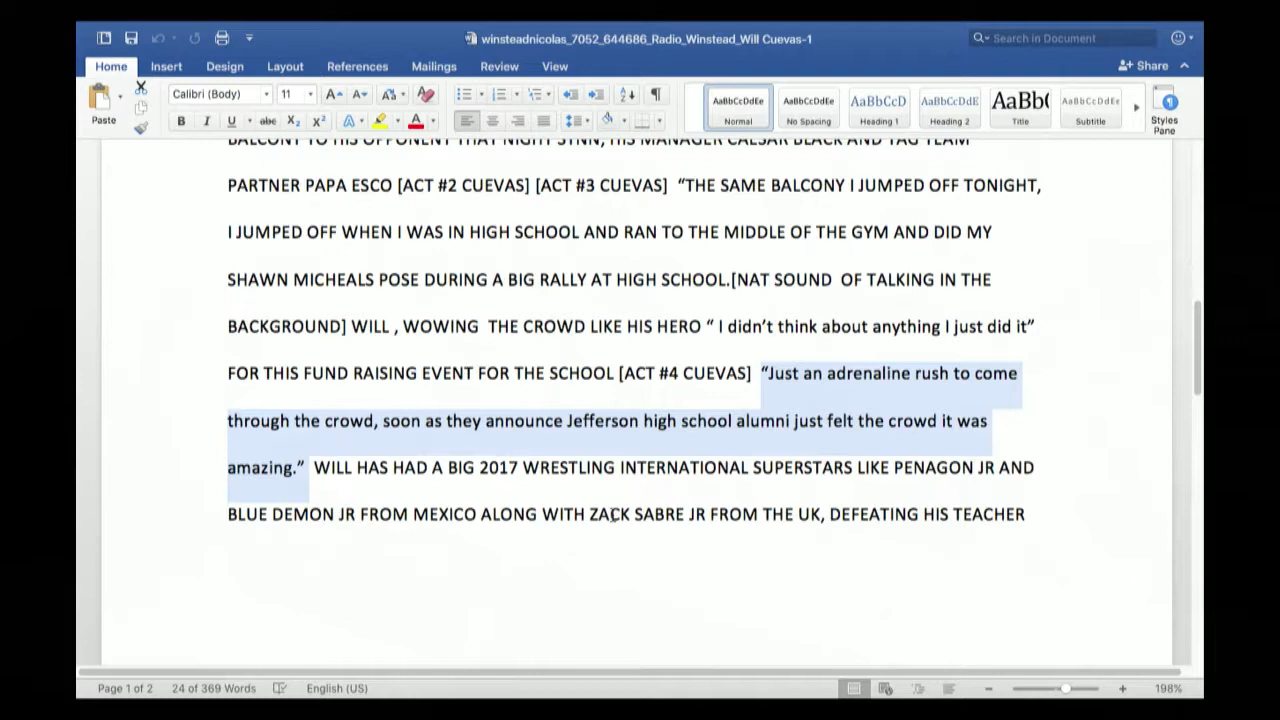 winsteadnicolas_7052_644686_Radio_Winstead_Will Cuevas-1
Search in Document
Home Insert Design Layout References Mailings Review View
Share
Paste
Calibri (Body) 11
AaBbCcDdEe AaBbCcDdEe AaBbCcD AaBbCcDdE AaBb( AaBbCcDdEe
Normal No Spacing Heading 1 Heading 2 Title Subtitle
Styles Pane
BALCONY TO HIS OPPONENT THAT NIGHT SYNN, HIS MANAGER CAESAR BLACK AND TAG TEAM
PARTNER PAPA ESCO [ACT #2 CUEVAS] [ACT #3 CUEVAS] “THE SAME BALCONY I JUMPED OFF TONIGHT,
I JUMPED OFF WHEN I WAS IN HIGH SCHOOL AND RAN TO THE MIDDLE OF THE GYM AND DID MY
SHAWN MICHEALS POSE DURING A BIG RALLY AT HIGH SCHOOL.[NAT SOUND OF TALKING IN THE
BACKGROUND] WILL , WOWING THE CROWD LIKE HIS HERO “ I didn’t think about anything I just did it”
FOR THIS FUND RAISING EVENT FOR THE SCHOOL [ACT #4 CUEVAS] “Just an adrenaline rush to come
through the crowd, soon as they announce Jefferson high school alumni just felt the crowd it was
amazing.” WILL HAS HAD A BIG 2017 WRESTLING INTERNATIONAL SUPERSTARS LIKE PENAGON JR AND
BLUE DEMON JR FROM MEXICO ALONG WITH ZACK SABRE JR FROM THE UK, DEFEATING HIS TEACHER
Page 1 of 2 24 of 369 Words English (US) 198%